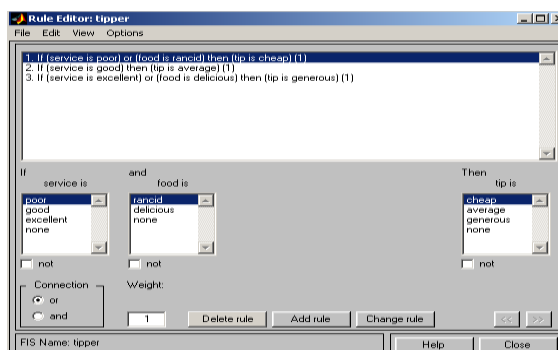 Rule Editor: tipper
File Edit View Options
1. If (service is poor) or (food is rancid) then (tip is cheap) (1)
2. If (service is good) then (tip is average) (1)
3. If (service is excellent) or (food is delicious) then (tip is generous) (1)
If and Then
service is food is tip is
poor rancid cheap
good delicious average
excellent none generous
none none
not not not
Connection Weight:
or
and 1 Delete rule Add rule Change rule << >>
FIS Name: tipper Help Close